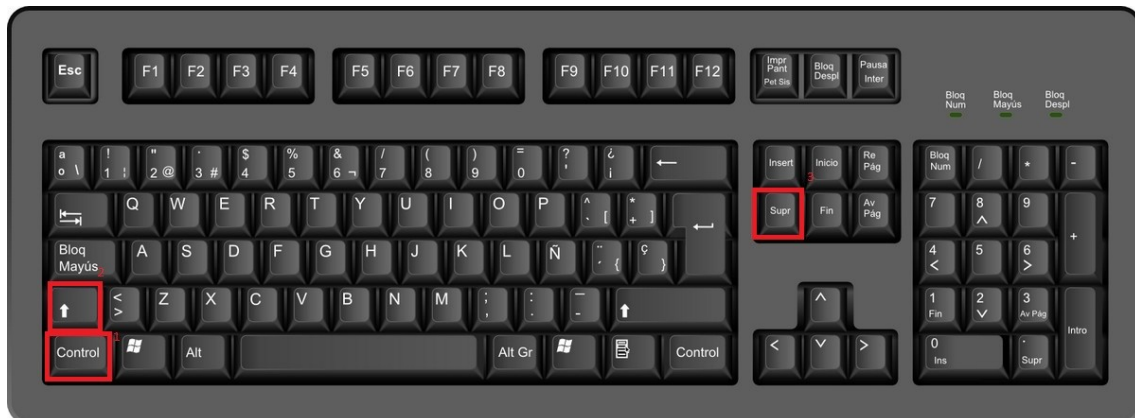 Esc F1 F2 F3 F4 F5 F6 F7 F8 F9 F10 F11 F12 Impr Pant Pet Sis Bloq Despl Pausa Inter
Bloq Num Bloq Mayús Bloq Despl
a o \ ! 1 ¦ " 2 @ · 3 # $ 4 % 5 & 6 ¬ / 7 ( 8 ) 9 = 0 ? ' ¿ ¡ ← Insert Inicio 3 Re Pág Bloq Num / * -
Q W E R T Y U I O P ^ ` [ * + ] Supr Fin Av Pág 7 8 ^ 9 +
Bloq Mayús 2 A S D F G H J K L Ñ ¨ ´ { ç } 4 < 5 6 >
< > Z X C V B N M ; , : . _ - ^ 1 Fin 2 3 Av Pág Intro
Control 1 Alt Alt Gr Control < > 0 Ins . Supr